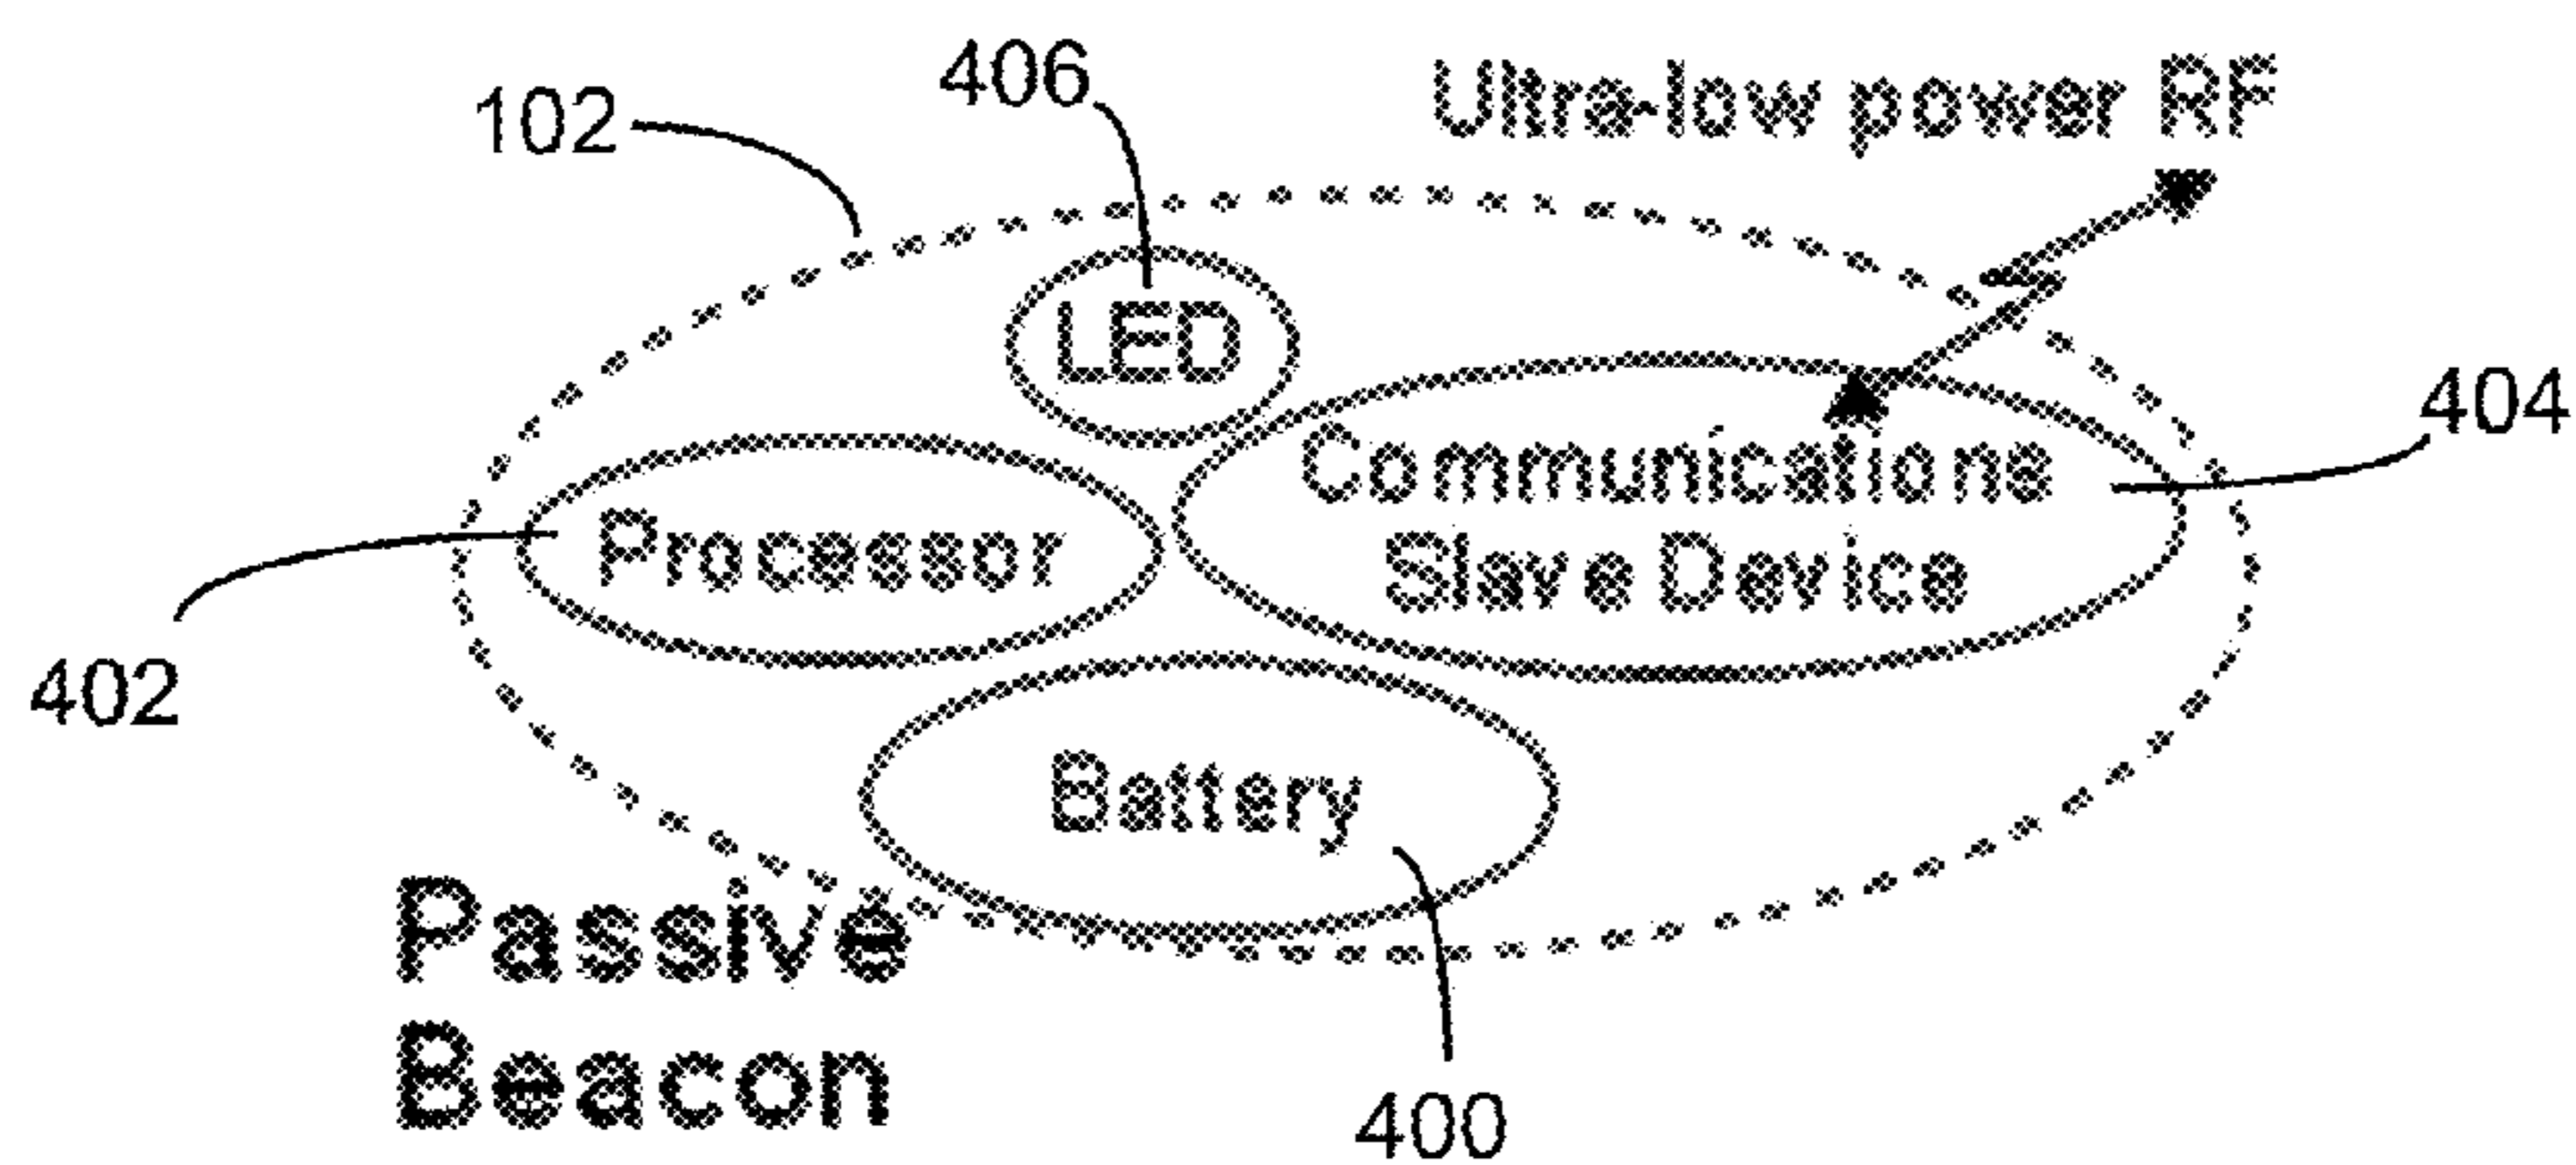 406
Ultra-low power RF
102
LED
404
Communications
Slave Device
Processor
402
Battery
Passive
Beacon
400